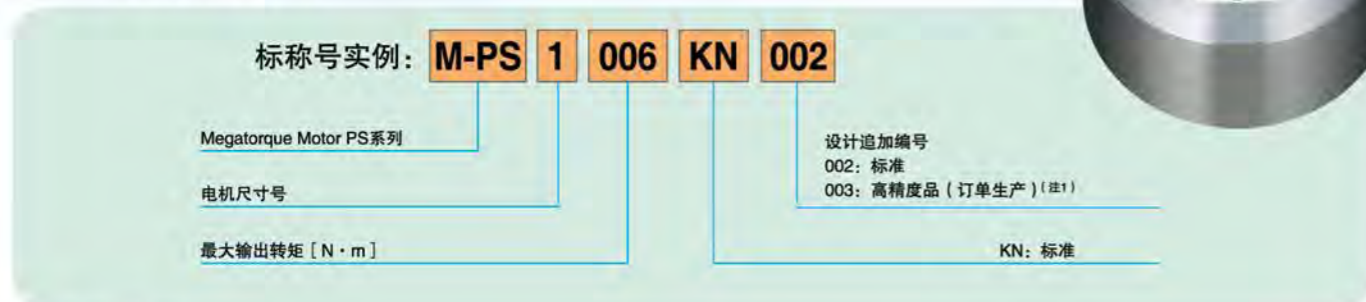 标称号实例: M-PS 1 006 KN 002
Megatorque Motor PS系列
电机尺寸号
最大输出转矩 [ N・m ]
设计追加编号
002: 标准
003: 高精度品 ( 订单生产 ) (注1)
KN: 标准